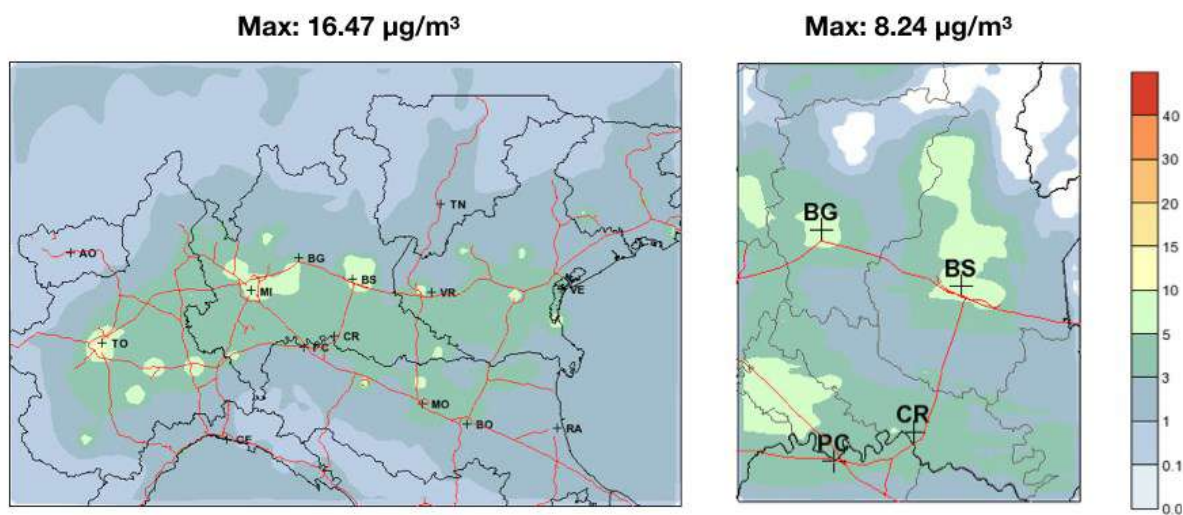 Max: 16.47 µg/m³
Max: 8.24 µg/m³
TN
AO
BG
BS
MI
VR
VE
TO
CR
PC
MO
BO
RA
GE
BG
BS
CR
PC
40
30
20
15
10
5
3
1
0.1
0.0